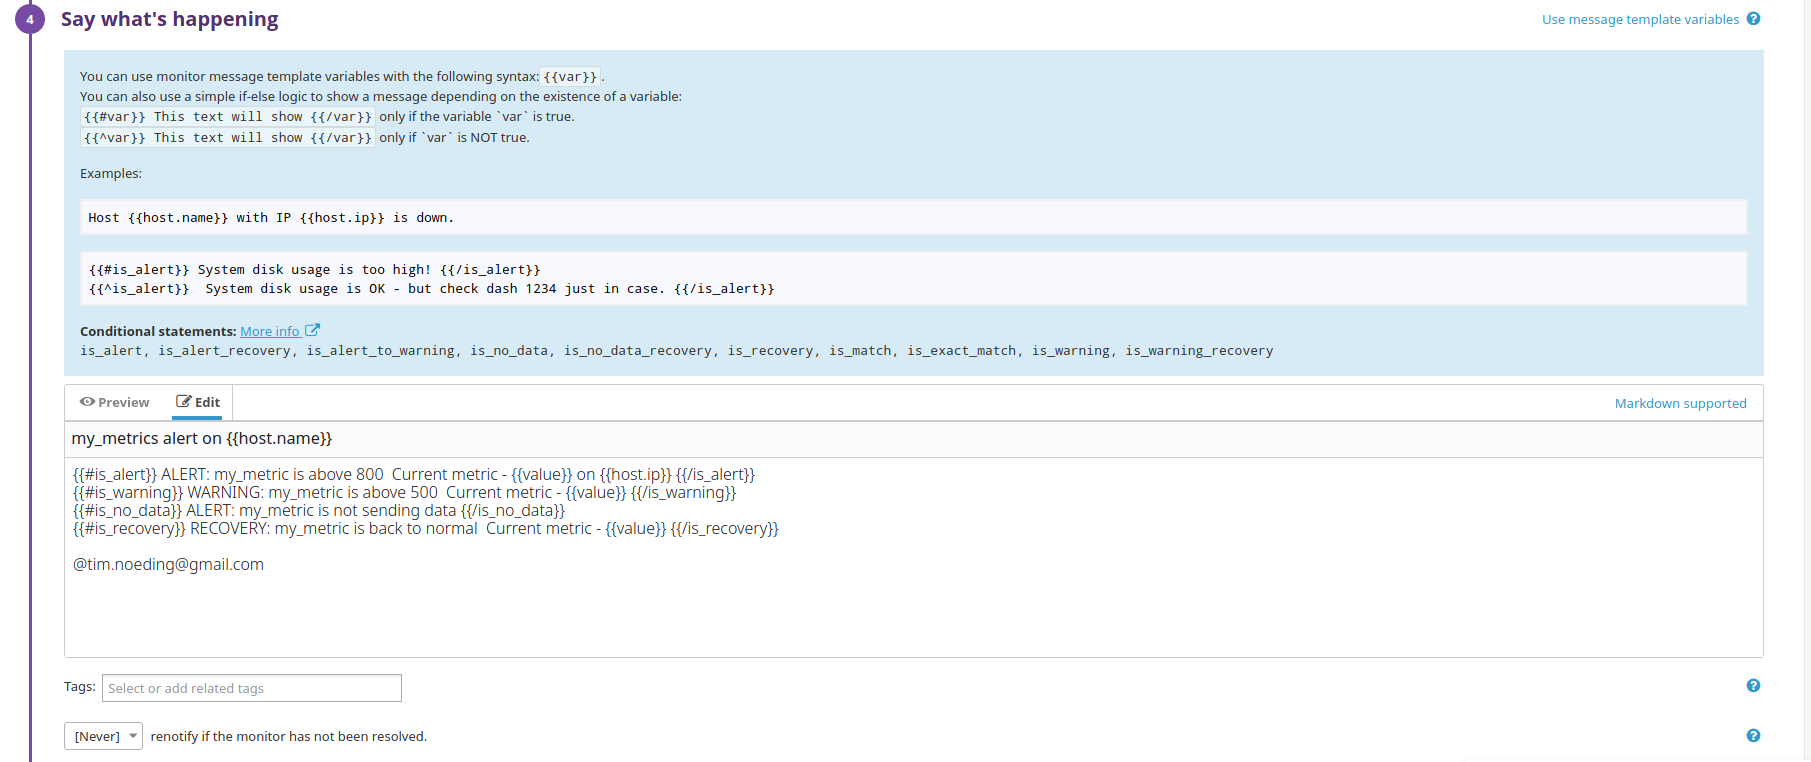 4
Say what's happening
Use message template variables
You can use monitor message template variables with the following syntax: {{var}} .
You can also use a simple if-else logic to show a message depending on the existence of a variable:
{{#var}} This text will show {{/var}} only if the variable `var` is true.
{{^var}} This text will show {{/var}} only if `var` is NOT true.
Examples:
Host {{host.name}} with IP {{host.ip}} is down.
{{#is_alert}} System disk usage is too high! {{/is_alert}}
{{^is_alert}}  System disk usage is OK - but check dash 1234 just in case. {{/is_alert}}
Conditional statements: More info
is_alert, is_alert_recovery, is_alert_to_warning, is_no_data, is_no_data_recovery, is_recovery, is_match, is_exact_match, is_warning, is_warning_recovery
Preview Edit Markdown supported
my_metrics alert on {{host.name}}
{{#is_alert}} ALERT: my_metric is above 800  Current metric - {{value}} on {{host.ip}} {{/is_alert}}
{{#is_warning}} WARNING: my_metric is above 500  Current metric - {{value}} {{/is_warning}}
{{#is_no_data}} ALERT: my_metric is not sending data {{/is_no_data}}
{{#is_recovery}} RECOVERY: my_metric is back to normal  Current metric - {{value}} {{/is_recovery}}
@tim.noeding@gmail.com
Tags: Select or add related tags
[Never] renotify if the monitor has not been resolved.